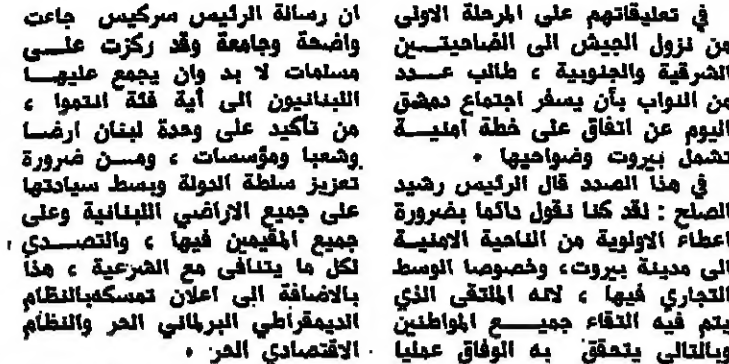 في تعليقاتهم على المرحلة الاولى
من نزول الجيش الى الضاحيتين
الشرقية والجنوبية ، طالب عدد
من النواب بأن يسفر اجتماع دمشق
اليوم عن اتفاق على خطة امنية
تشمل بيروت وضواحيها .
في هذا الصدد قال الرئيس رشيد
الصلح : لقد كنا نقول دائما بضرورة
اعطاء الاولوية من الناحية الامنية
الى مدينة بيروت، وخصوصا الوسط
التجاري فيها ، لانه الملتقى الذي
يتم فيه التقاء جميع المواطنين
وبالتالي يتحقق به الوفاق عمليا
ان رسالة الرئيس سركيس جاءت
واضحة وجامعة وقد ركزت على
مسلمات لا بد وان يجمع عليها
اللبنانيون الى أية فئة انتموا ،
من تأكيد على وحدة لبنان ارضا
وشعبا ومؤسسات ، ومن ضرورة
تعزيز سلطة الدولة وبسط سيادتها
على جميع الاراضي اللبنانية وعلى
جميع المقيمين فيها ، والتصدي
لكل ما يتنافى مع الشرعية ، هذا
بالاضافة الى اعلان تمسكه بالنظام
الديمقراطي البرلماني الحر والنظام
الاقتصادي الحر .